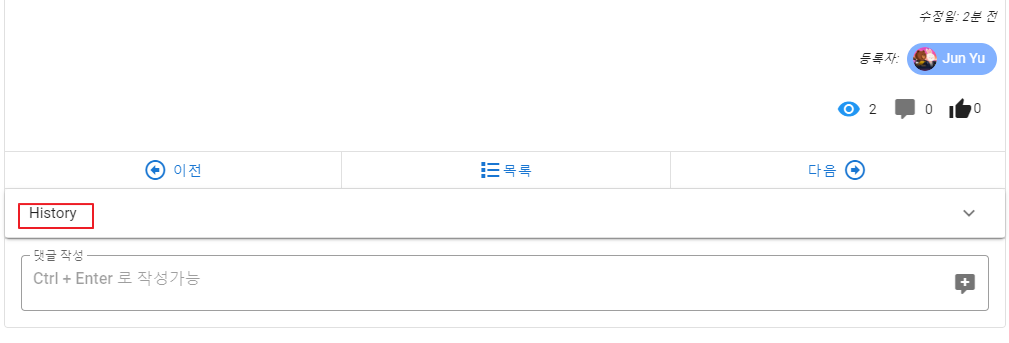 수정일: 2분 전
등록자: Jun Yu
2 0 0
이전 목록 다음
History
댓글 작성
Ctrl + Enter 로 작성가능